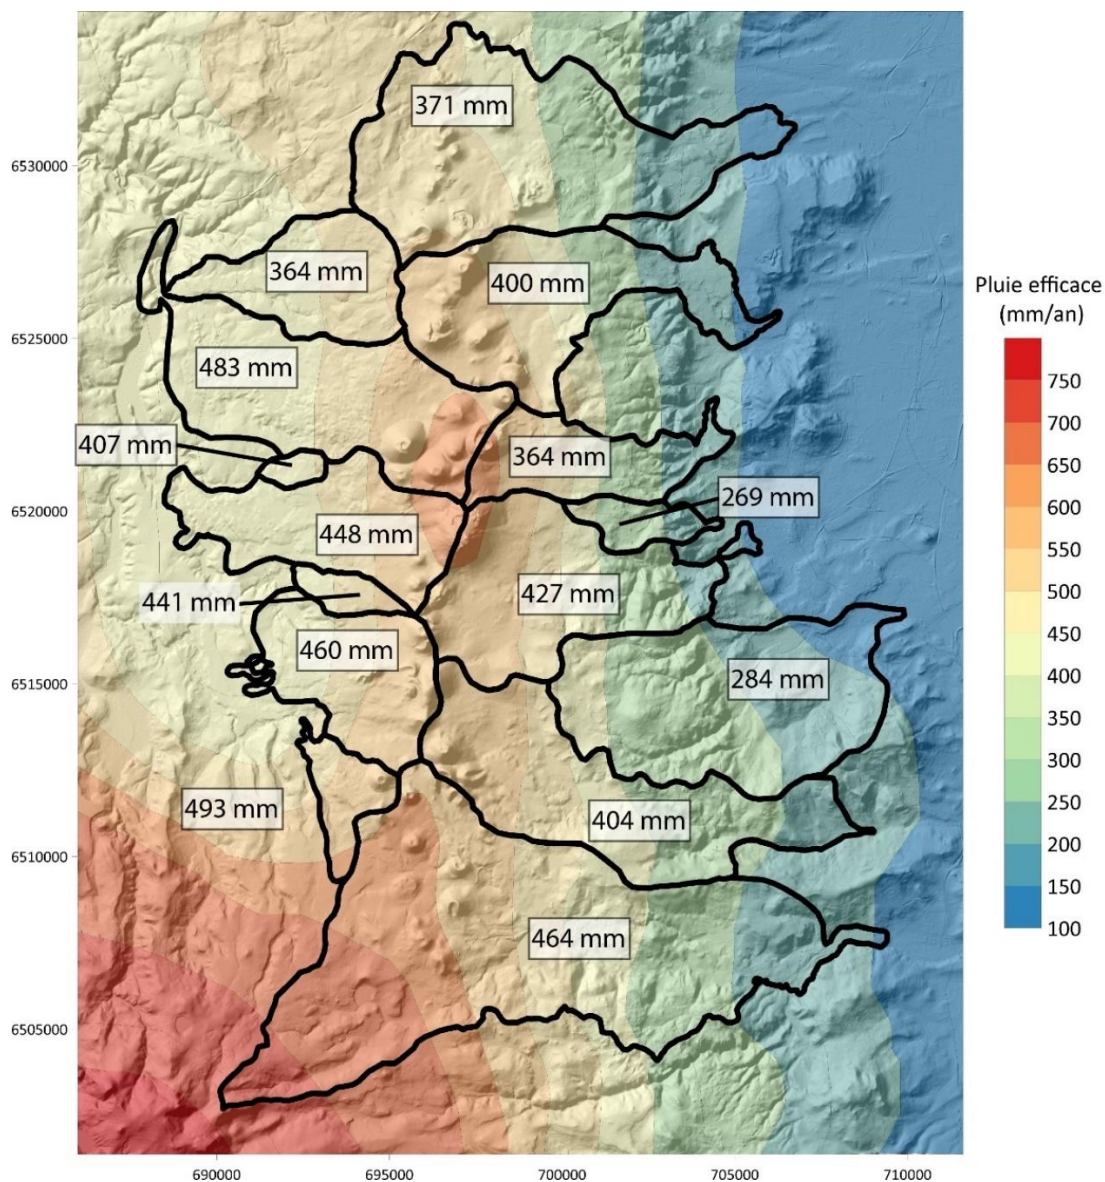 371 mm
6530000
364 mm
400 mm
Pluie efficace
(mm/an)
6525000
483 mm
750
700
407 mm
364 mm
650
269 mm
600
6520000
448 mm
550
427 mm
500
441 mm
450
460 mm
400
6515000
284 mm
350
300
493 mm
404 mm
250
200
6510000
150
100
464 mm
6505000
690000
695000
700000
705000
710000